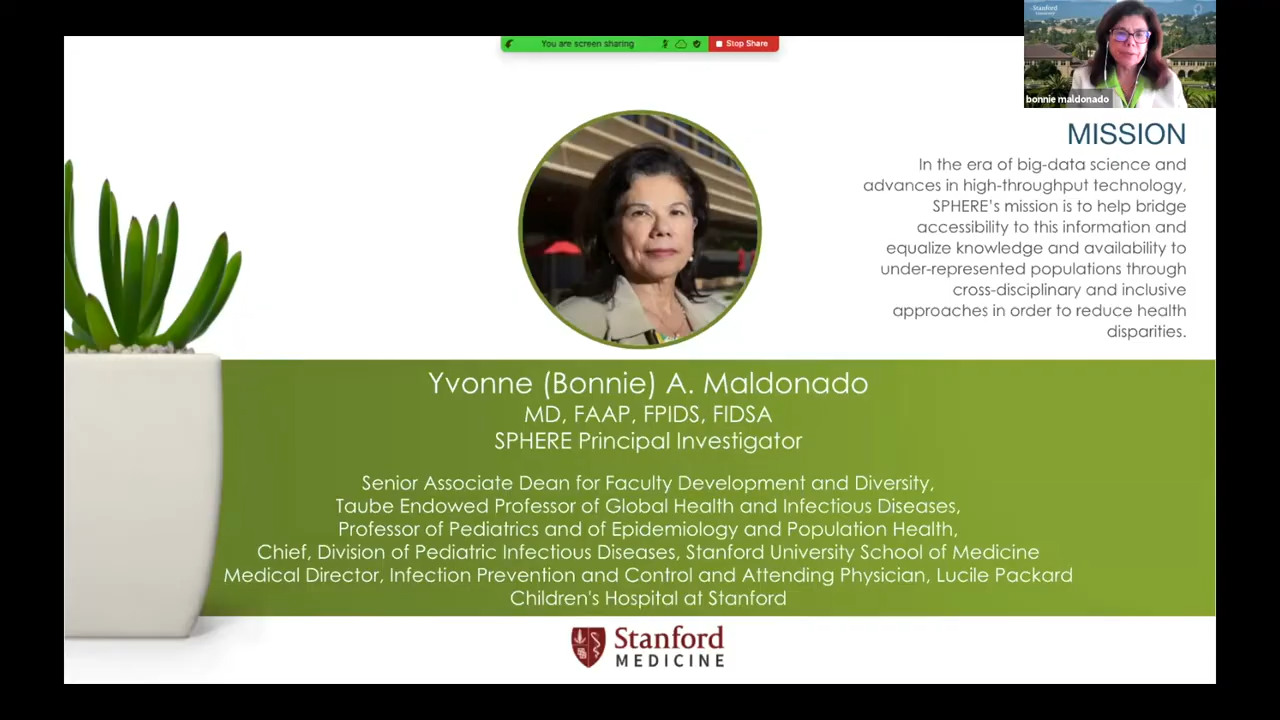 Stanford
You are screen sharing
Stop Share
bonnie maldonado
MISSION
In the era of big-data science and
advances in high-throughput technology,
SPHERE's mission is to help bridge
accessibility to this information and
equalize knowledge and availability to
under-represented populations through
cross-disciplinary and inclusive
approaches in order to reduce health
disparities.
Yvonne (Bonnie) A. Maldonado
MD, FAAP, FPIDS, FIDSA
SPHERE Principal Investigator
Senior Associate Dean for Faculty Development and Diversity,
Taube Endowed Professor of Global Health and Infectious Diseases,
Professor of Pediatrics and of Epidemiology and Population Health,
Chief, Division of Pediatric Infectious Diseases, Stanford University School of Medicine
Medical Director, Infection Prevention and Control and Attending Physician, Lucile Packard
Children's Hospital at Stanford
Stanford
MEDICINE